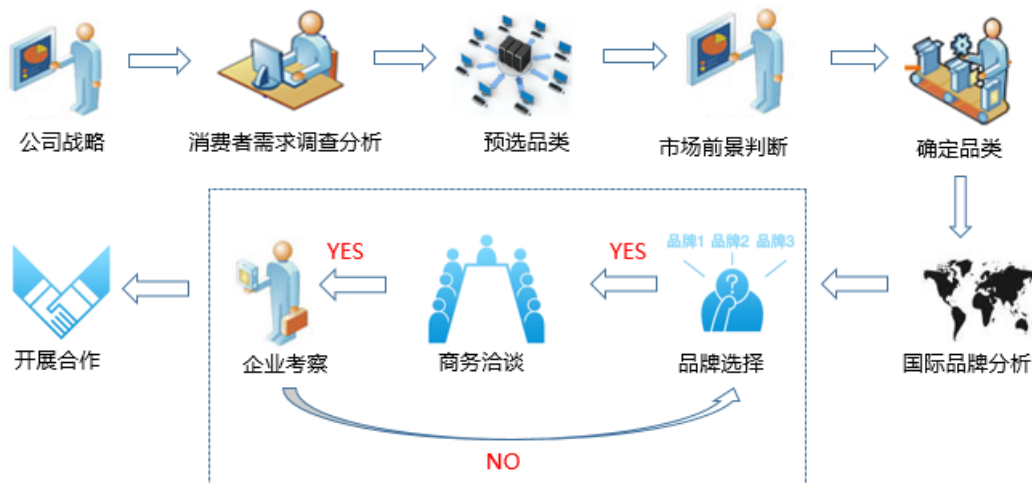 公司战略
消费者需求调查分析
预选品类
市场前景判断
确定品类
品牌1 品牌2 品牌3
YES
YES
开展合作
企业考察
商务洽谈
品牌选择
国际品牌分析
NO